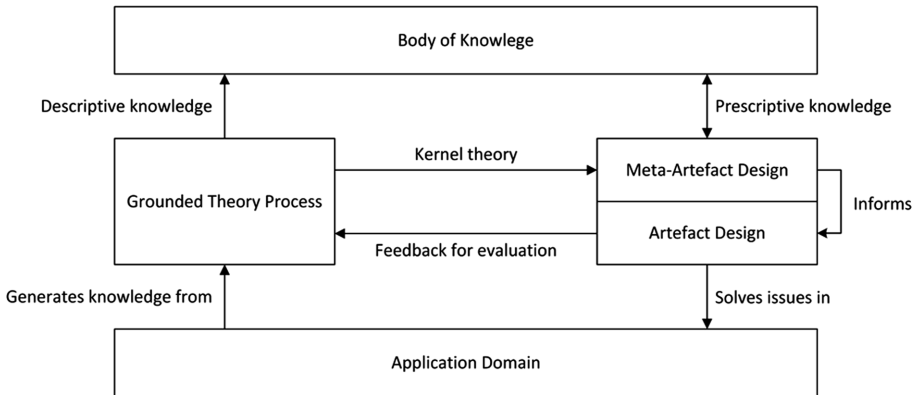 Body of Knowlege
Descriptive knowledge
Prescriptive knowledge
Kernel theory
Meta-Artefact Design
Grounded Theory Process
Informs
Artefact Design
Feedback for evaluation
Generates knowledge from
Solves issues in
Application Domain